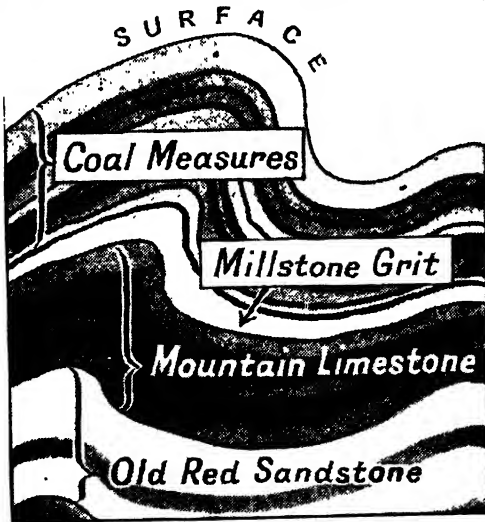 SURFACE
Coal Measures
Millstone Grit
Mountain Limestone
Old Red Sandstone